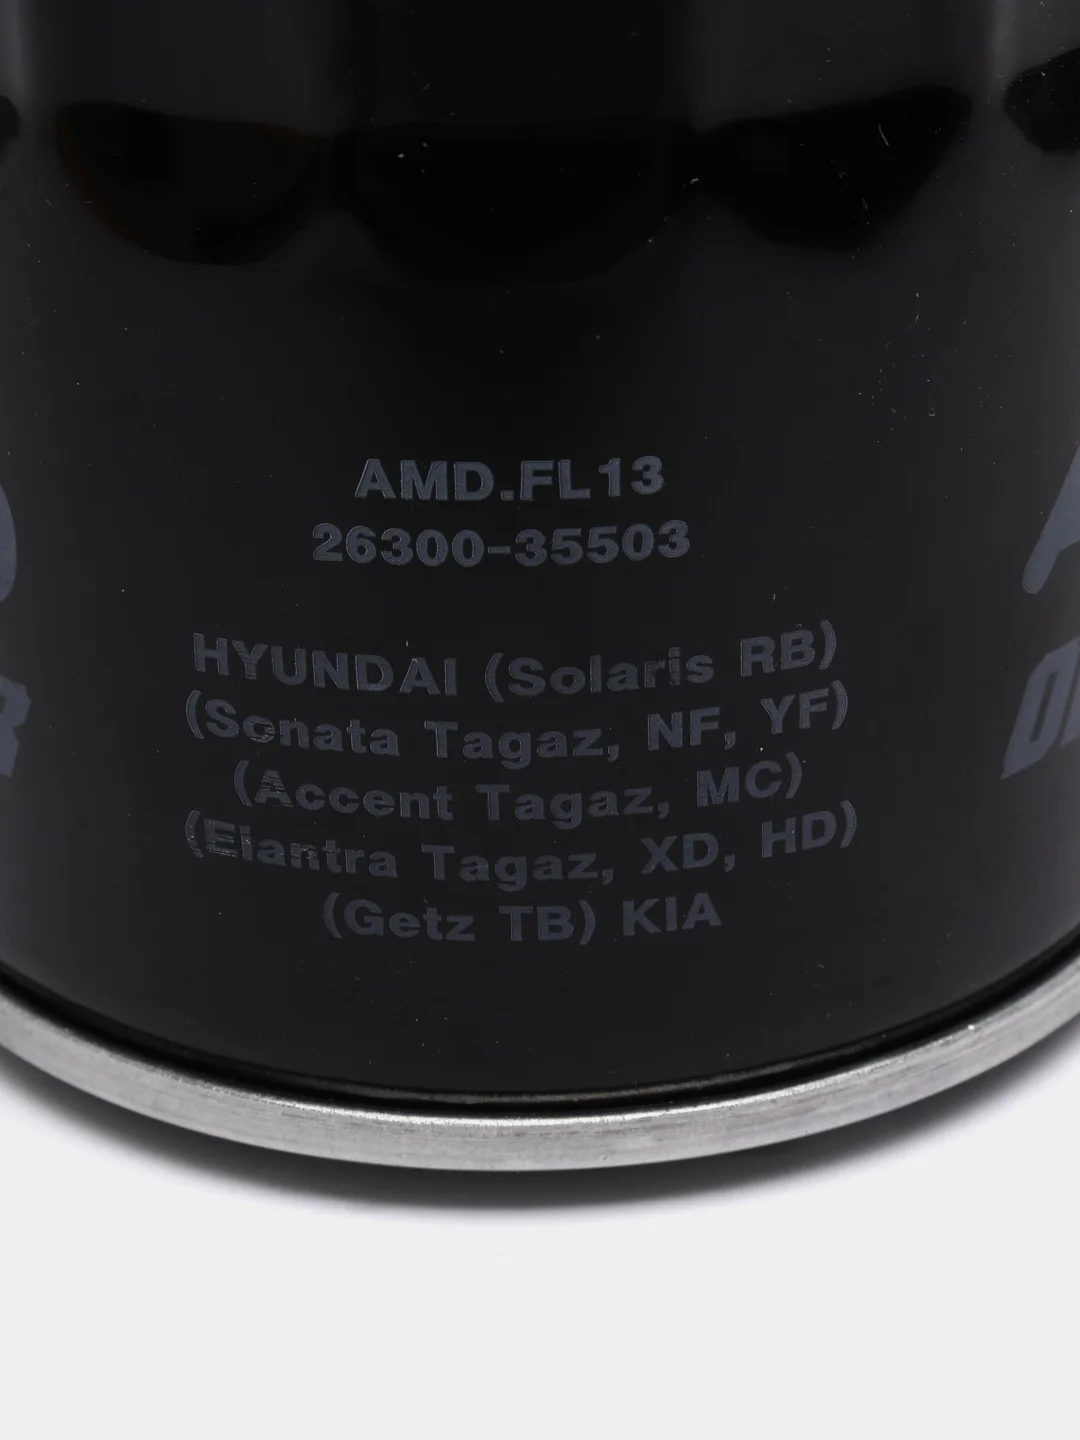 AMD.FL13
26300-35503
HYUNDAI (Solaris RB)
(Sonata Tagaz, NF, YF)
(Accent Tagaz, MC)
(Elantra Tagaz, XD, HD)
(Getz TB) KIA